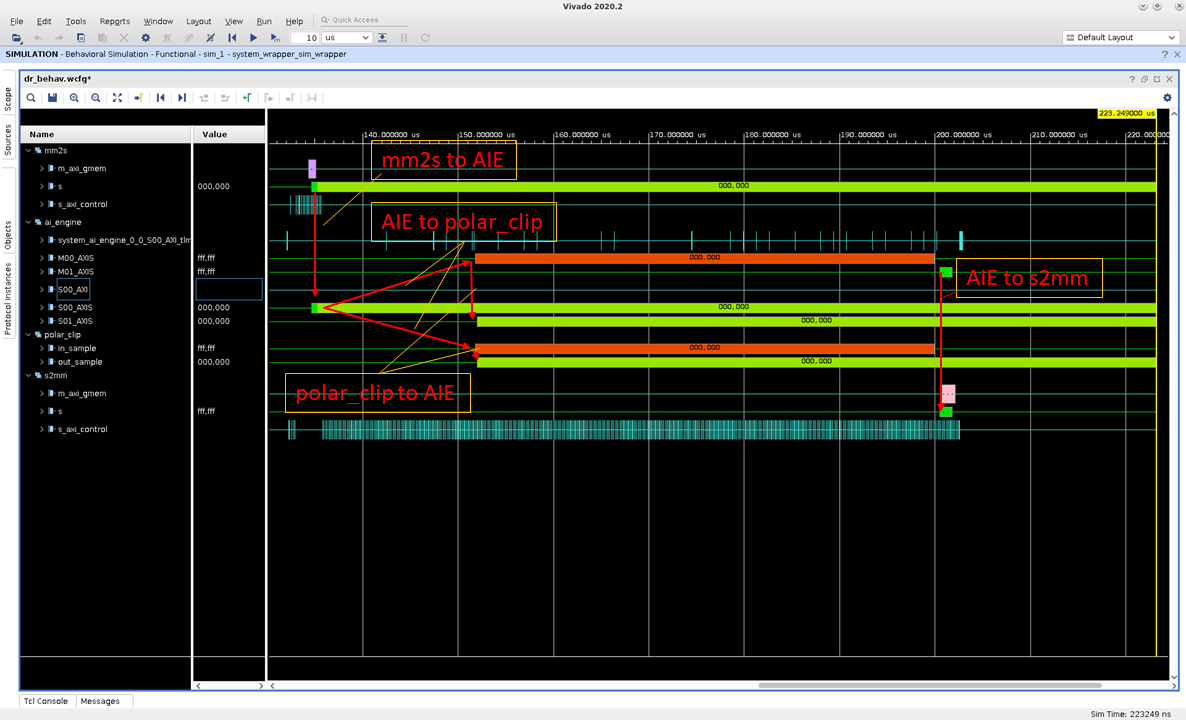 Vivado 2020.2
File Edit Tools Reports Window Layout View Run Help Quick Access
10 us Default Layout
SIMULATION - Behavioral Simulation - Functional - sim_1 - system_wrapper_sim_wrapper
dr_behav.wcfg*
Scope
Sources
Objects
Protocol Instances
223.249000 us
Name Value
140.000000 us 150.000000 us 160.000000 us 170.000000 us 180.000000 us 190.000000 us 200.000000 us 210.000000 us
mm2s
m_axi_gmem
s 000,000 000,000
s_axi_control
ai_engine
system_ai_engine_0_0_S00_AXI_tlm
M00_AXIS fff,fff 000,000
M01_AXIS fff,fff
S00_AXI
S00_AXIS 000,000 000,000
S01_AXIS 000,000 000,000
polar_clip
in_sample fff,fff 000,000
out_sample 000,000 000,000
s2mm
m_axi_gmem
s fff,fff
s_axi_control
mm2s to AIE
AIE to polar_clip
AIE to s2mm
polar_clip to AIE
Tcl Console Messages
Sim Time: 223249 ns